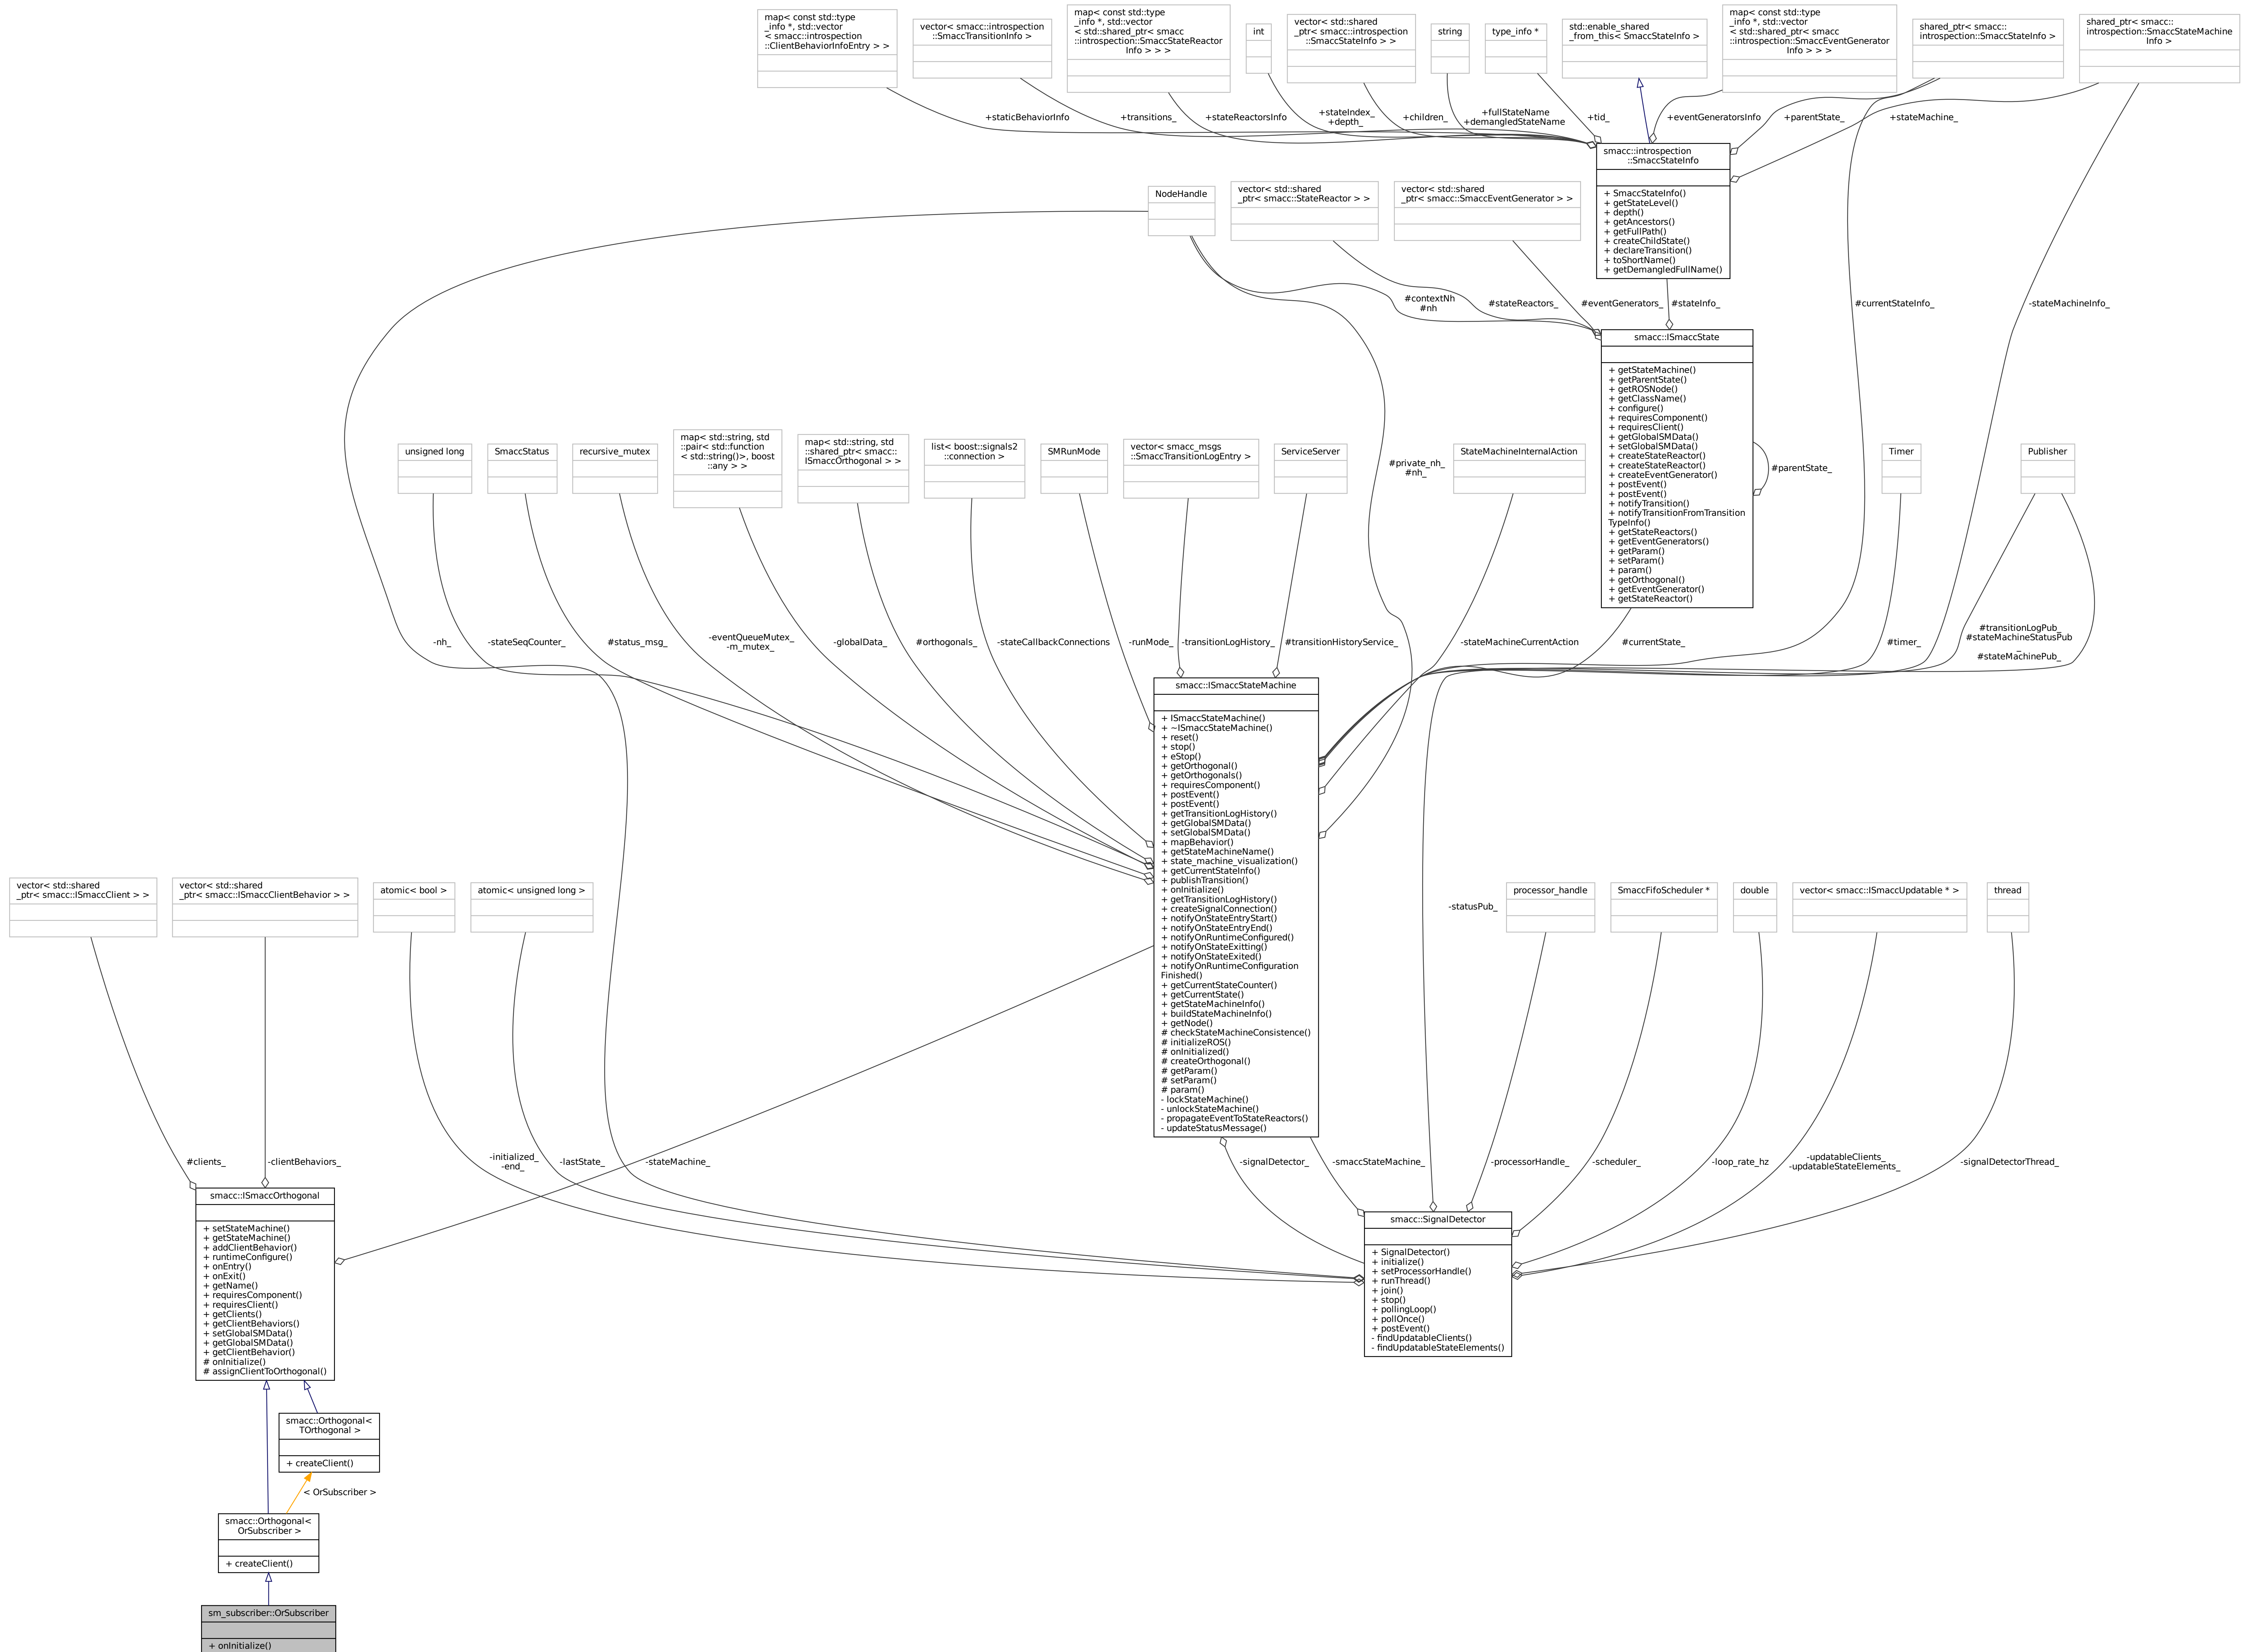 map< const std::type
_info *, std::vector
< smacc::introspection
::ClientBehaviorInfoEntry > >
vector< smacc::introspection
::SmaccTransitionInfo >
map< const std::type
_info *, std::vector
< std::shared_ptr< smacc
::introspection::SmaccStateReactor
Info > > >
int
vector< std::shared
_ptr< smacc::introspection
::SmaccStateInfo > >
string
type_info *
std::enable_shared
_from_this< SmaccStateInfo >
map< const std::type
_info *, std::vector
< std::shared_ptr< smacc
::introspection::SmaccEventGenerator
Info > > >
shared_ptr< smacc::
introspection::SmaccStateInfo >
shared_ptr< smacc::
introspection::SmaccStateMachine
Info >
+staticBehaviorInfo
+transitions_
+stateReactorsInfo
+stateIndex_
+depth_
+children_
+fullStateName
+demangledStateName
+tid_
+eventGeneratorsInfo
+parentState_
+stateMachine_
smacc::introspection
::SmaccStateInfo
+ SmaccStateInfo()
+ getStateLevel()
+ depth()
+ getAncestors()
+ getFullPath()
+ createChildState()
+ declareTransition()
+ toShortName()
+ getDemangledFullName()
NodeHandle
vector< std::shared
_ptr< smacc::StateReactor > >
vector< std::shared
_ptr< smacc::SmaccEventGenerator > >
#contextNh
#nh
#stateReactors_
#eventGenerators_
#stateInfo_
#currentStateInfo_
-stateMachineInfo_
smacc::ISmaccState
+ getStateMachine()
+ getParentState()
+ getROSNode()
+ getClassName()
+ configure()
+ requiresComponent()
+ requiresClient()
+ getGlobalSMData()
+ setGlobalSMData()
+ createStateReactor()
+ createStateReactor()
+ createEventGenerator()
+ postEvent()
+ postEvent()
+ notifyTransition()
+ notifyTransitionFromTransition
TypeInfo()
+ getStateReactors()
+ getEventGenerators()
+ getParam()
+ setParam()
+ param()
+ getOrthogonal()
+ getEventGenerator()
+ getStateReactor()
#parentState_
unsigned long
SmaccStatus
recursive_mutex
map< std::string, std
::pair< std::function
< std::string()>, boost
::any > >
map< std::string, std
::shared_ptr< smacc::
ISmaccOrthogonal > >
list< boost::signals2
::connection >
SMRunMode
vector< smacc_msgs
::SmaccTransitionLogEntry >
ServiceServer
#private_nh_
#nh_
StateMachineInternalAction
Timer
Publisher
-nh_
-stateSeqCounter_
#status_msg_
-eventQueueMutex_
-m_mutex_
-globalData_
#orthogonals_
-stateCallbackConnections
-runMode_
-transitionLogHistory_
#transitionHistoryService_
-stateMachineCurrentAction
#currentState_
#timer_
#transitionLogPub_
#stateMachineStatusPub
_
#stateMachinePub_
smacc::ISmaccStateMachine
+ ISmaccStateMachine()
+ ~ISmaccStateMachine()
+ reset()
+ stop()
+ eStop()
+ getOrthogonal()
+ getOrthogonals()
+ requiresComponent()
+ postEvent()
+ postEvent()
+ getTransitionLogHistory()
+ getGlobalSMData()
+ setGlobalSMData()
+ mapBehavior()
+ getStateMachineName()
+ state_machine_visualization()
+ getCurrentStateInfo()
+ publishTransition()
+ onInitialize()
+ getTransitionLogHistory()
+ createSignalConnection()
+ notifyOnStateEntryStart()
+ notifyOnStateEntryEnd()
+ notifyOnRuntimeConfigured()
+ notifyOnStateExitting()
+ notifyOnStateExited()
+ notifyOnRuntimeConfiguration
Finished()
+ getCurrentStateCounter()
+ getCurrentState()
+ getStateMachineInfo()
+ buildStateMachineInfo()
+ getNode()
# checkStateMachineConsistence()
# initializeROS()
# onInitialized()
# createOrthogonal()
# getParam()
# setParam()
# param()
- lockStateMachine()
- unlockStateMachine()
- propagateEventToStateReactors()
- updateStatusMessage()
vector< std::shared
_ptr< smacc::ISmaccClient > >
vector< std::shared
_ptr< smacc::ISmaccClientBehavior > >
atomic< bool >
atomic< unsigned long >
-statusPub_
processor_handle
SmaccFifoScheduler *
double
vector< smacc::ISmaccUpdatable * >
thread
#clients_
-clientBehaviors_
-initialized_
-end_
-lastState_
-stateMachine_
-signalDetector_
-smaccStateMachine_
-processorHandle_
-scheduler_
-loop_rate_hz
-updatableClients_
-updatableStateElements_
-signalDetectorThread_
smacc::ISmaccOrthogonal
+ setStateMachine()
+ getStateMachine()
+ addClientBehavior()
+ runtimeConfigure()
+ onEntry()
+ onExit()
+ getName()
+ requiresComponent()
+ requiresClient()
+ getClients()
+ getClientBehaviors()
+ setGlobalSMData()
+ getGlobalSMData()
+ getClientBehavior()
# onInitialize()
# assignClientToOrthogonal()
smacc::SignalDetector
+ SignalDetector()
+ initialize()
+ setProcessorHandle()
+ runThread()
+ join()
+ stop()
+ pollingLoop()
+ pollOnce()
+ postEvent()
- findUpdatableClients()
- findUpdatableStateElements()
smacc::Orthogonal<
TOrthogonal >
+ createClient()
< OrSubscriber >
smacc::Orthogonal<
OrSubscriber >
+ createClient()
sm_subscriber::OrSubscriber
+ onInitialize()